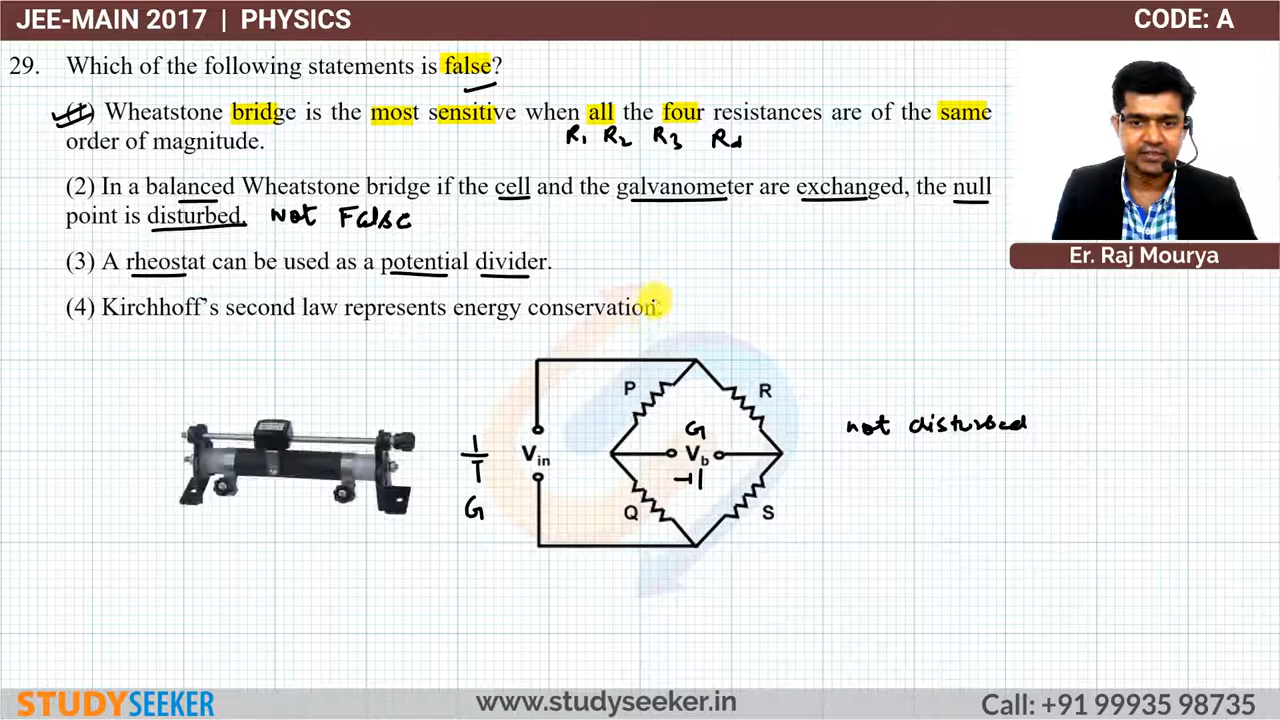 JEE-MAIN 2017 | PHYSICS
CODE: A
29. Which of the following statements is false?
(1) Wheatstone bridge is the most sensitive when all the four resistances are of the same
order of magnitude.
R1 R2 R3 R4
(2) In a balanced Wheatstone bridge if the cell and the galvanometer are exchanged, the null
point is disturbed. not False
(3) A rheostat can be used as a potential divider.
(4) Kirchhoff's second law represents energy conservation.
Er. Raj Mourya
P
R
G
not disturbed
Vin
Vb
G
Q
S
STUDYSEEKER
www.studyseeker.in
Call: +91 99935 98735